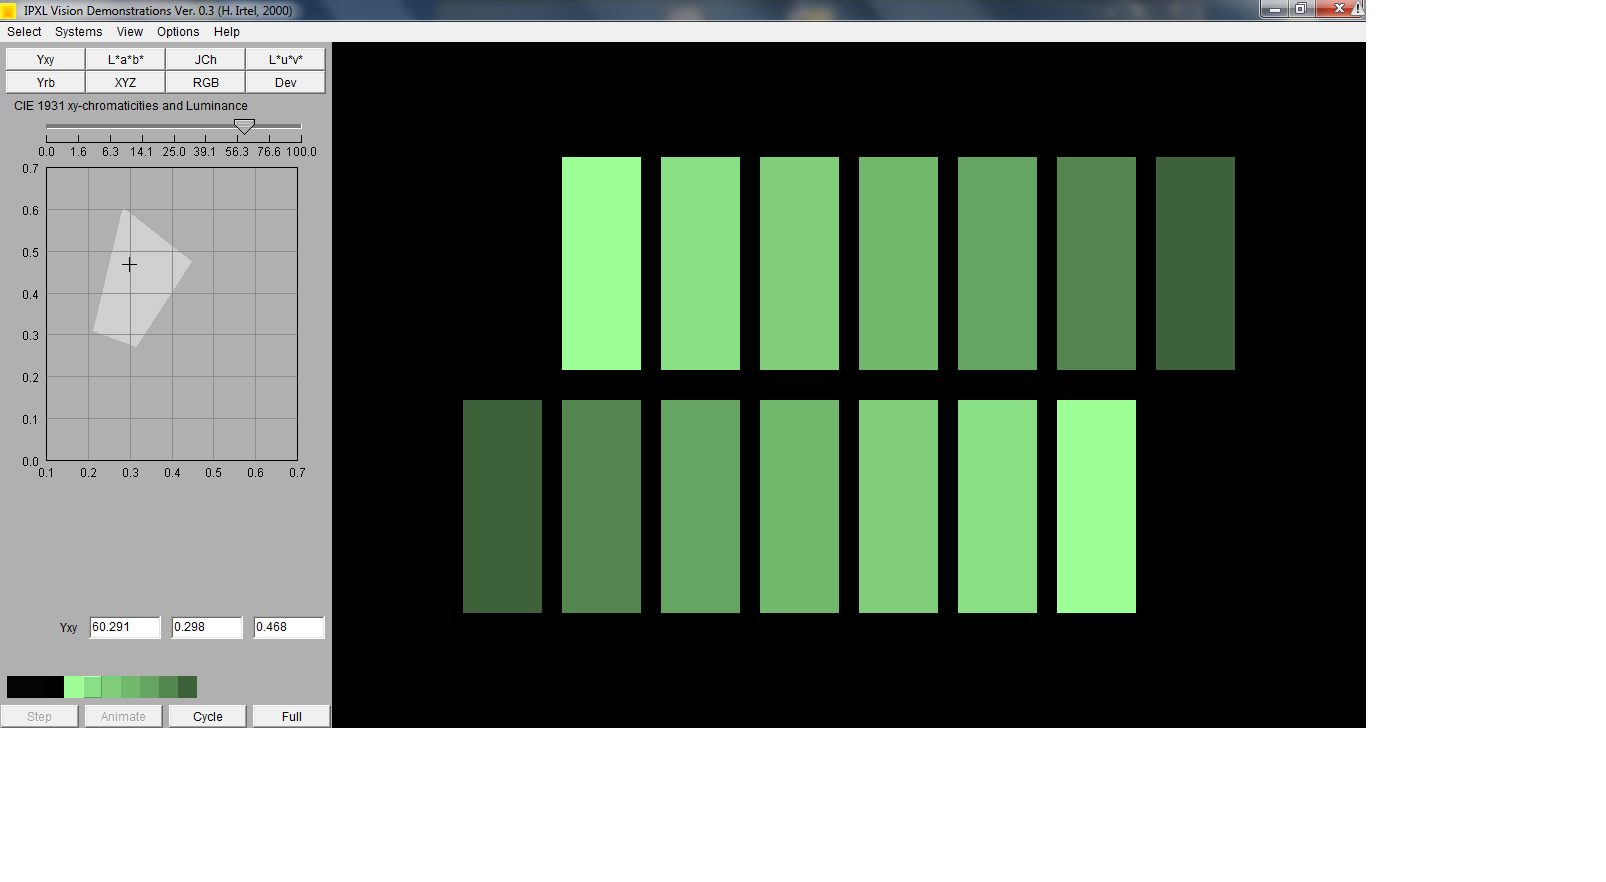 IPXL Vision Demonstrations Ver. 0.3 (H. Irtel, 2000)
Select Systems View Options Help
Yxy L*a*b* JCh L*u*v*
Yrb XYZ RGB Dev
CIE 1931 xy-chromaticities and Luminance
0.0 1.6 6.3 14.1 25.0 39.1 56.3 76.6 100.0
0.7
0.6
0.5
0.4
0.3
0.2
0.1
0.0
0.1 0.2 0.3 0.4 0.5 0.6 0.7
Yxy 60.291 0.298 0.468
Step Animate Cycle Full